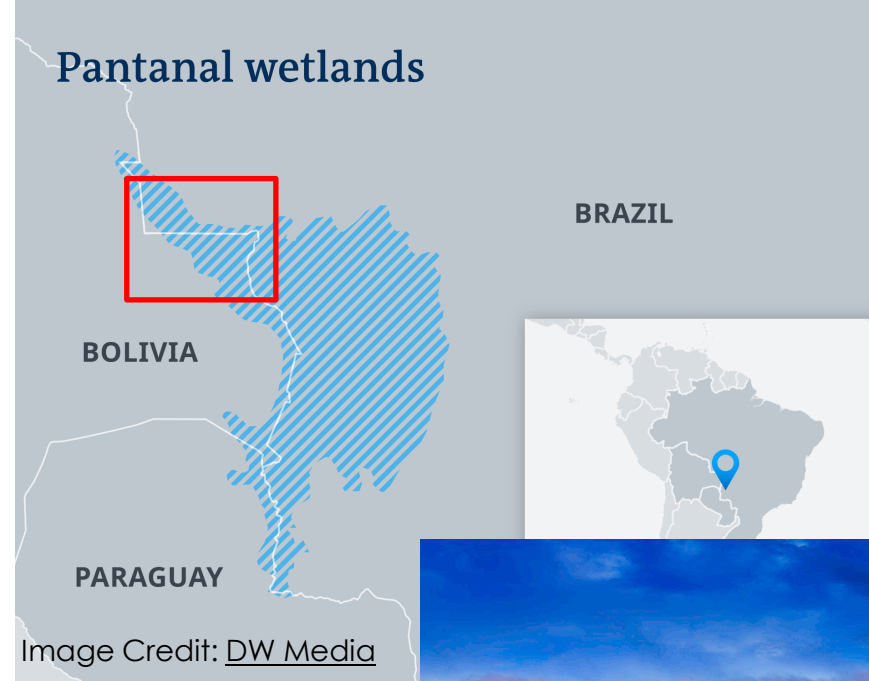 Pantanal wetlands
BRAZIL
BOLIVIA
PARAGUAY
Image Credit: DW Media